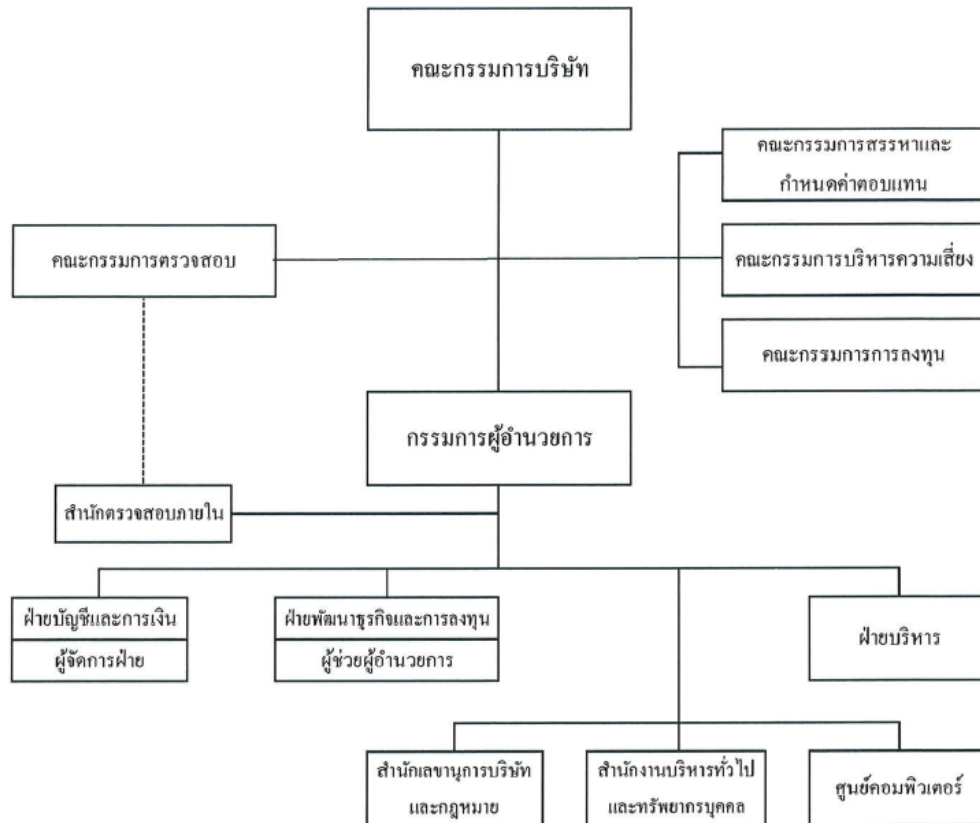 คณะกรรมการบริษัท
คณะกรรมการสรรหาและ
กำหนดค่าตอบแทน
คณะกรรมการตรวจสอบ
คณะกรรมการบริหารความเสี่ยง
คณะกรรมการการลงทุน
กรรมการผู้อำนวยการ
สำนักตรวจสอบภายใน
ฝ่ายบัญชีและการเงิน
ผู้จัดการฝ่าย
ฝ่ายพัฒนาธุรกิจและการลงทุน
ผู้ช่วยผู้อำนวยการ
ฝ่ายบริหาร
สำนักเลขานุการบริษัท
และกฎหมาย
สำนักงานบริหารทั่วไป
และทรัพยากรบุคคล
ศูนย์คอมพิวเตอร์